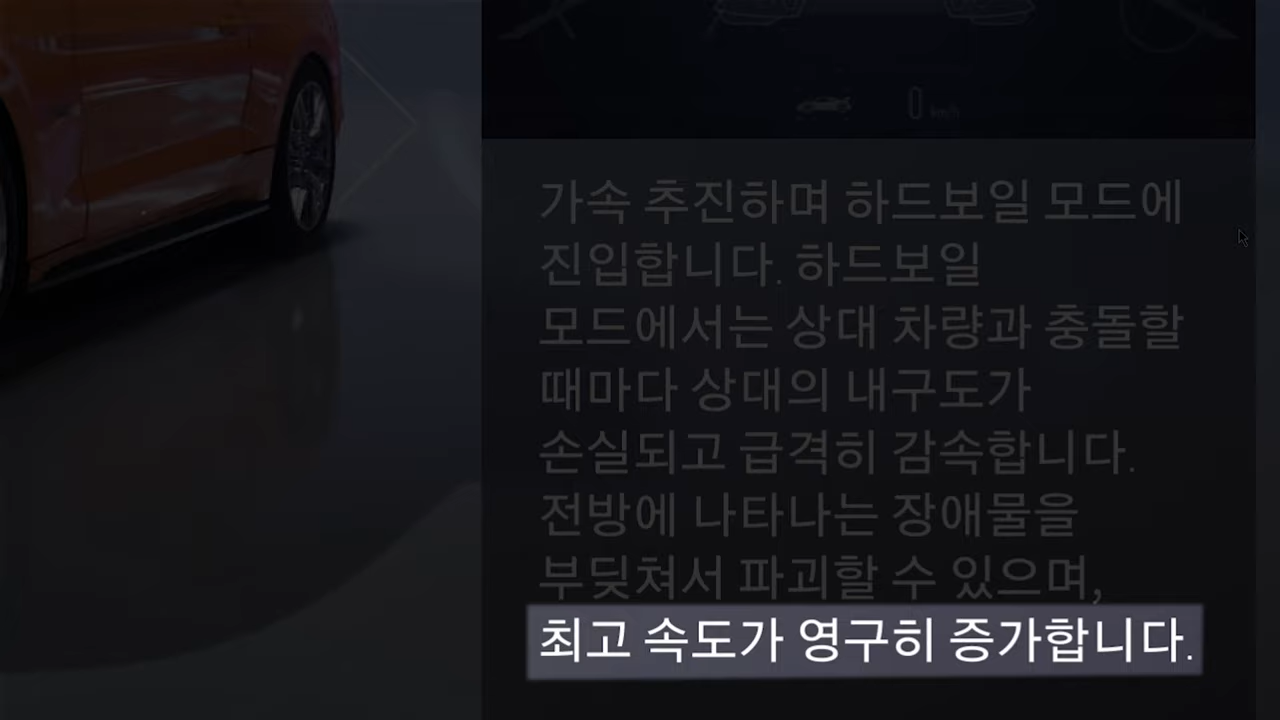 0 km/h
가속 추진하며 하드보일 모드에
진입합니다. 하드보일
모드에서는 상대 차량과 충돌할
때마다 상대의 내구도가
손실되고 급격히 감속합니다.
전방에 나타나는 장애물을
부딪쳐서 파괴할 수 있으며,
최고 속도가 영구히 증가합니다.